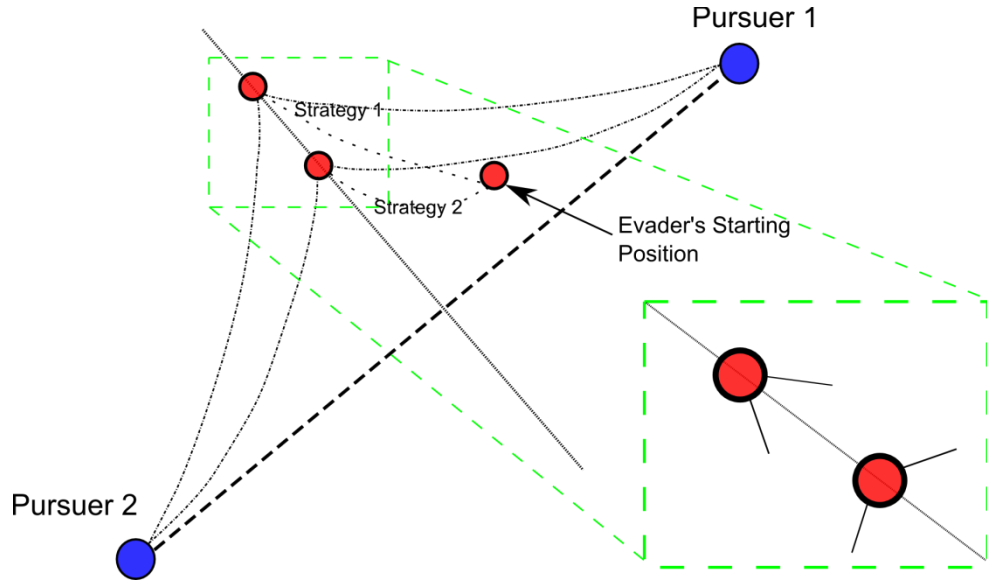 Pursuer 1
Strategy 1
Strategy 2
Evader's Starting
Position
Pursuer 2